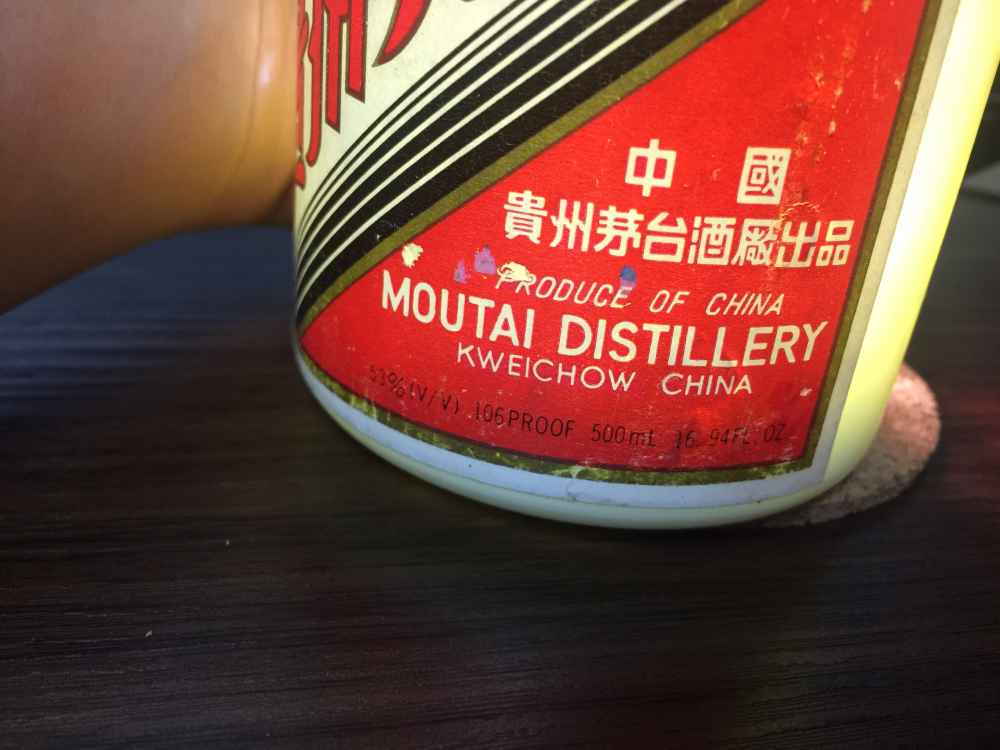 中國
貴州茅台酒廠出品
PRODUCE OF CHINA
MOUTAI DISTILLERY
KWEICHOW CHINA
53%(V/V) 106PROOF 500mL 16.94FL.OZ